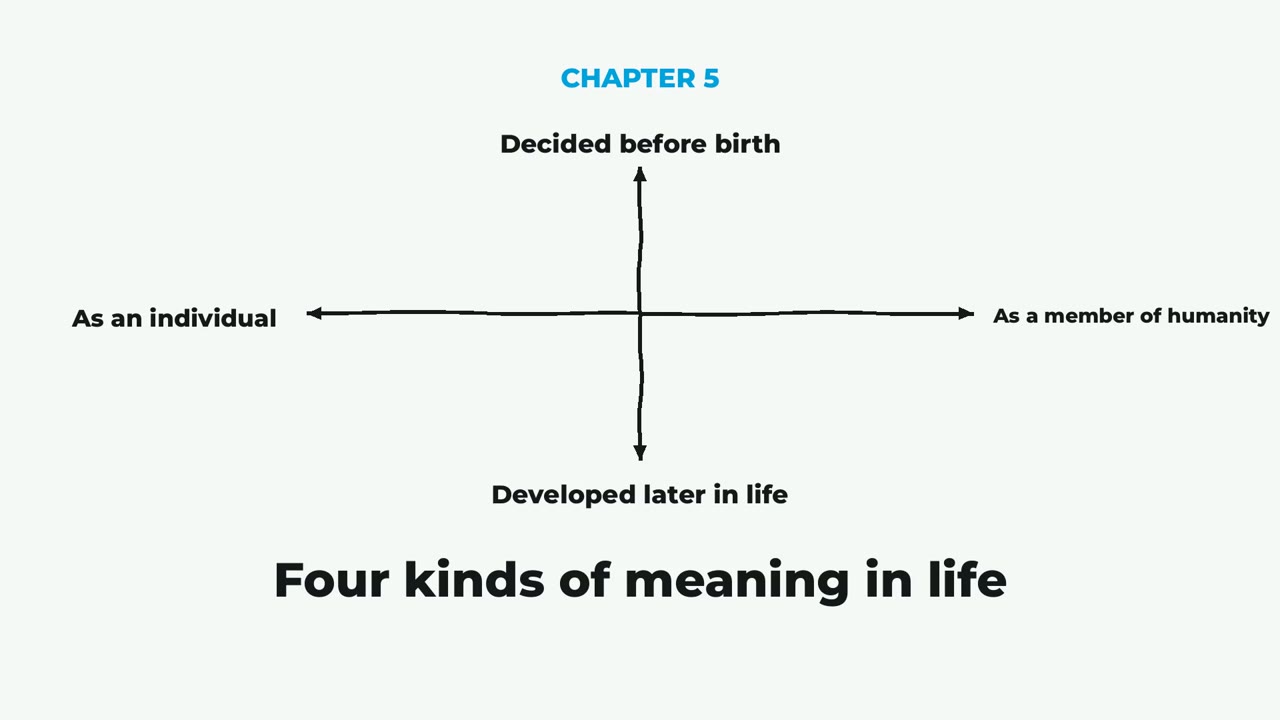 CHAPTER 5
Decided before birth
As an individual
As a member of humanity
Developed later in life
Four kinds of meaning in life